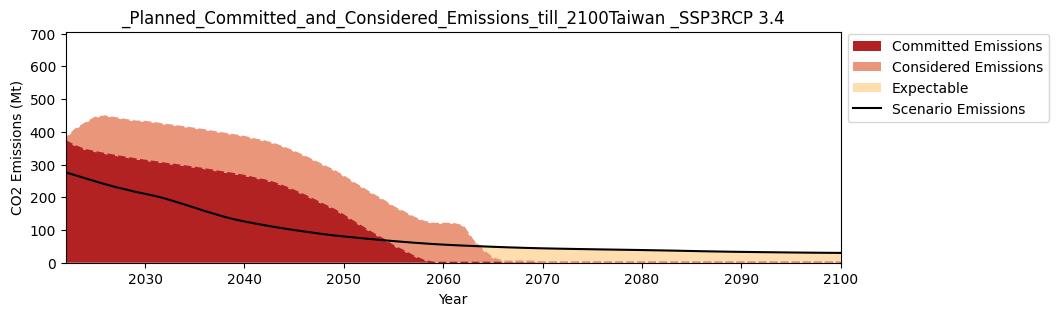 _Planned_Committed_and_Considered_Emissions_till_2100Taiwan _SSP3RCP 3.4
700
600
500
400
300
200
100
0
CO2 Emissions (Mt)
2030 2040 2050 2060 2070 2080 2090 2100
Year
Committed Emissions
Considered Emissions
Expectable
Scenario Emissions